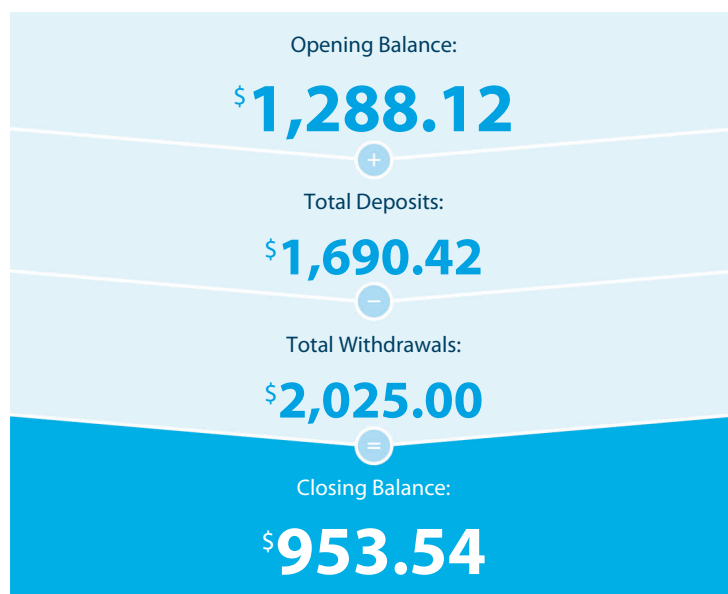 Opening Balance:
$1,288.12
+
Total Deposits:
$1,690.42
−
Total Withdrawals:
$2,025.00
=
Closing Balance:
$953.54